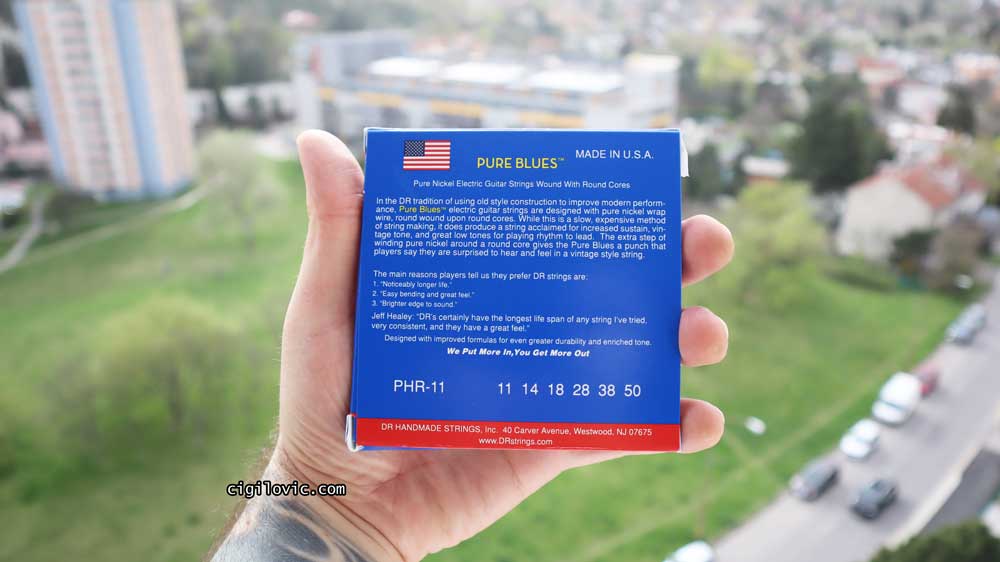 PURE BLUES™
MADE IN U.S.A.
Pure Nickel Electric Guitar Strings Wound With Round Cores
In the DR tradition of using old style construction to improve modern perform-
ance, Pure Blues™ electric guitar strings are designed with pure nickel wrap
wire, round wound upon round cores. While this is a slow, expensive method
of string making, it does produce a string acclaimed for increased sustain, vin-
tage tone, and great low tones for playing rhythm to lead. The extra step of
winding pure nickel around a round core gives the Pure Blues a punch that
players say they are surprised to hear and feel in a vintage style string.
The main reasons players tell us they prefer DR strings are:
1. "Noticeably longer life."
2. "Easy bending and great feel."
3. "Brighter edge to sound."
Jeff Healey: "DR's certainly have the longest life span of any string I've tried.
very consistent, and they have a great feel."
Designed with improved formulas for even greater durability and enriched tone.
We Put More In,You Get More Out
PHR-11 11 14 18 28 38 50
DR HANDMADE STRINGS, Inc. 40 Carver Avenue, Westwood, NJ 07675
www.DRstrings.com
cigilovic.com